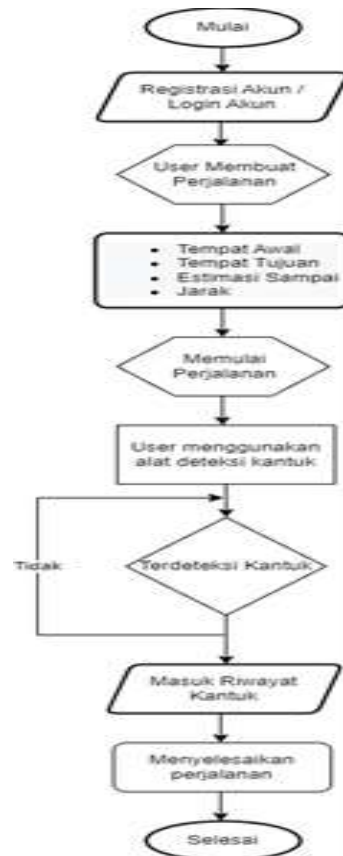 Mulai
Registrasi Akun /
Login Akun
User Membuat
Perjalanan
• Tempat Awal
• Tempat Tujuan
• Estimasi Sampai
• Jarak
Memulai
Perjalanan
User menggunakan
alat deteksi kantuk
Terdeteksi Kantuk
Tidak
Masuk Riwayat
Kantuk
Menyelesaikan
perjalanan
Selesai